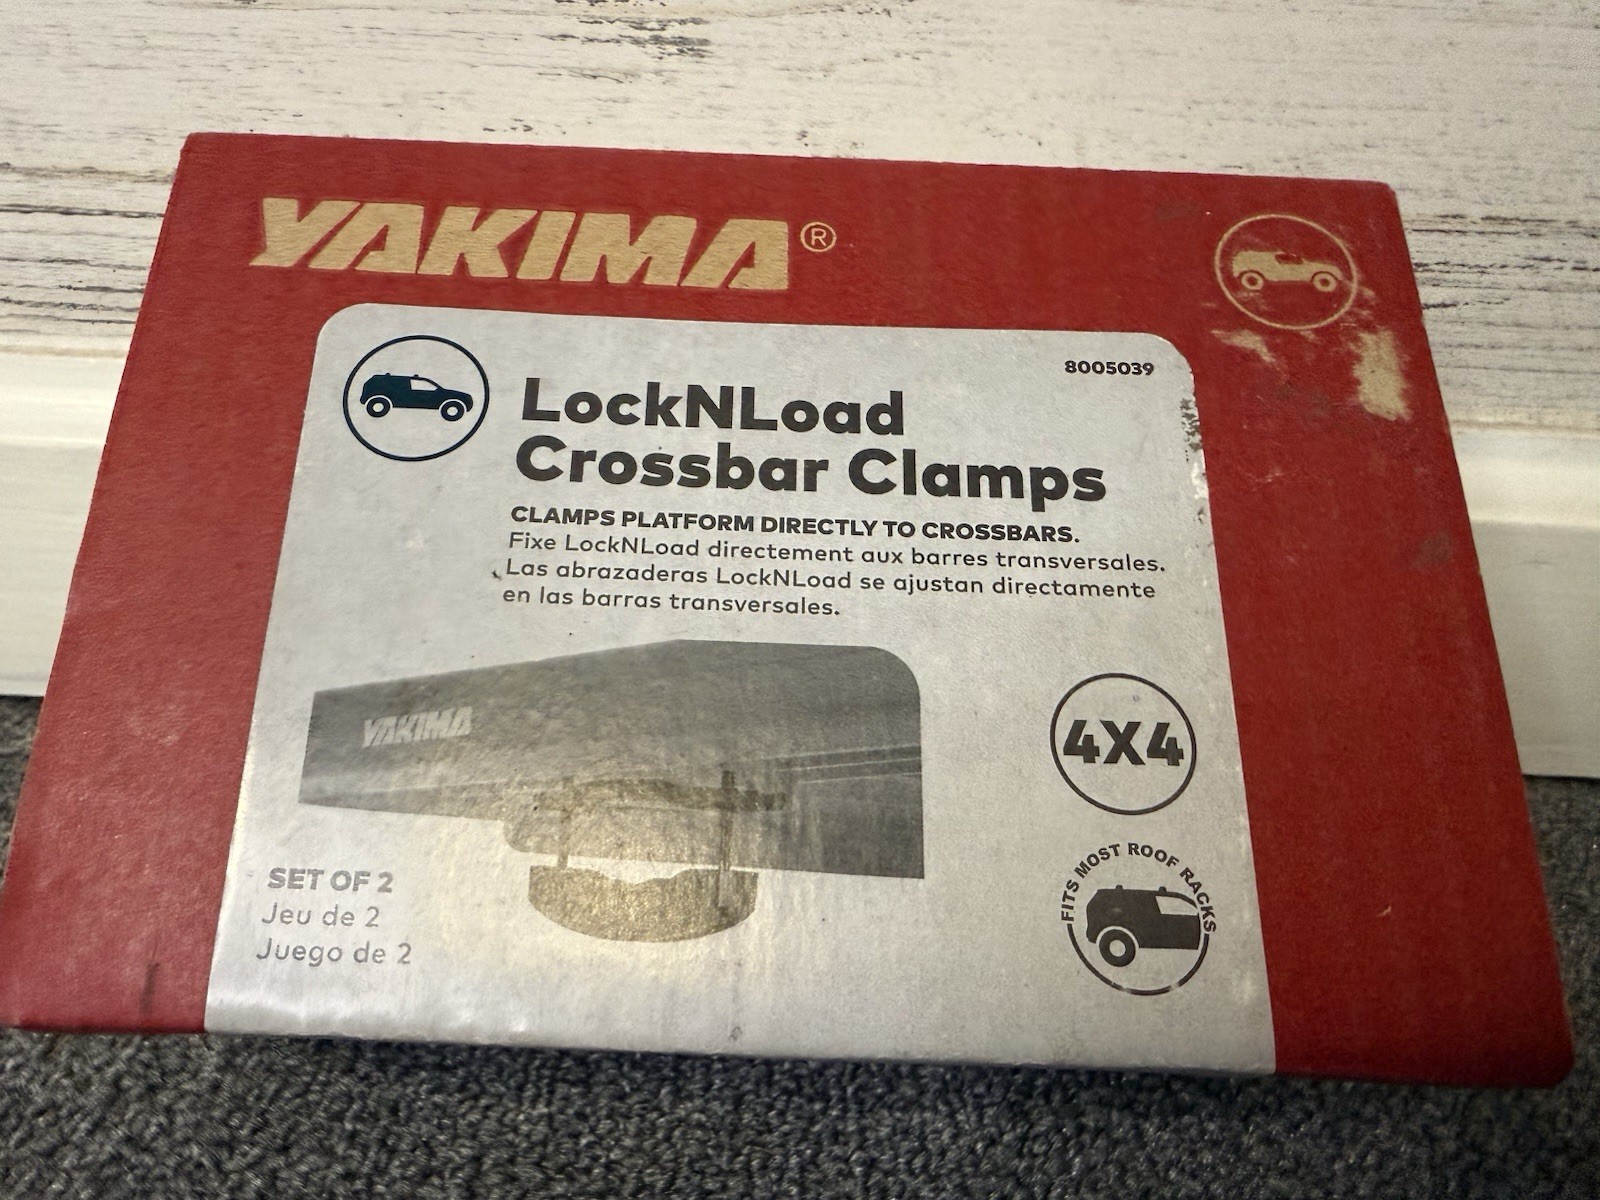 YAKIMA®
8005039
LockNLoad
Crossbar Clamps
CLAMPS PLATFORM DIRECTLY TO CROSSBARS.
Fixe LockNLoad directement aux barres transversales.
Las abrazaderas LockNLoad se ajustan directamente
en las barras transversales.
YAKIMA
4X4
FITS MOST ROOF RACKS
SET OF 2
Jeu de 2
Juego de 2